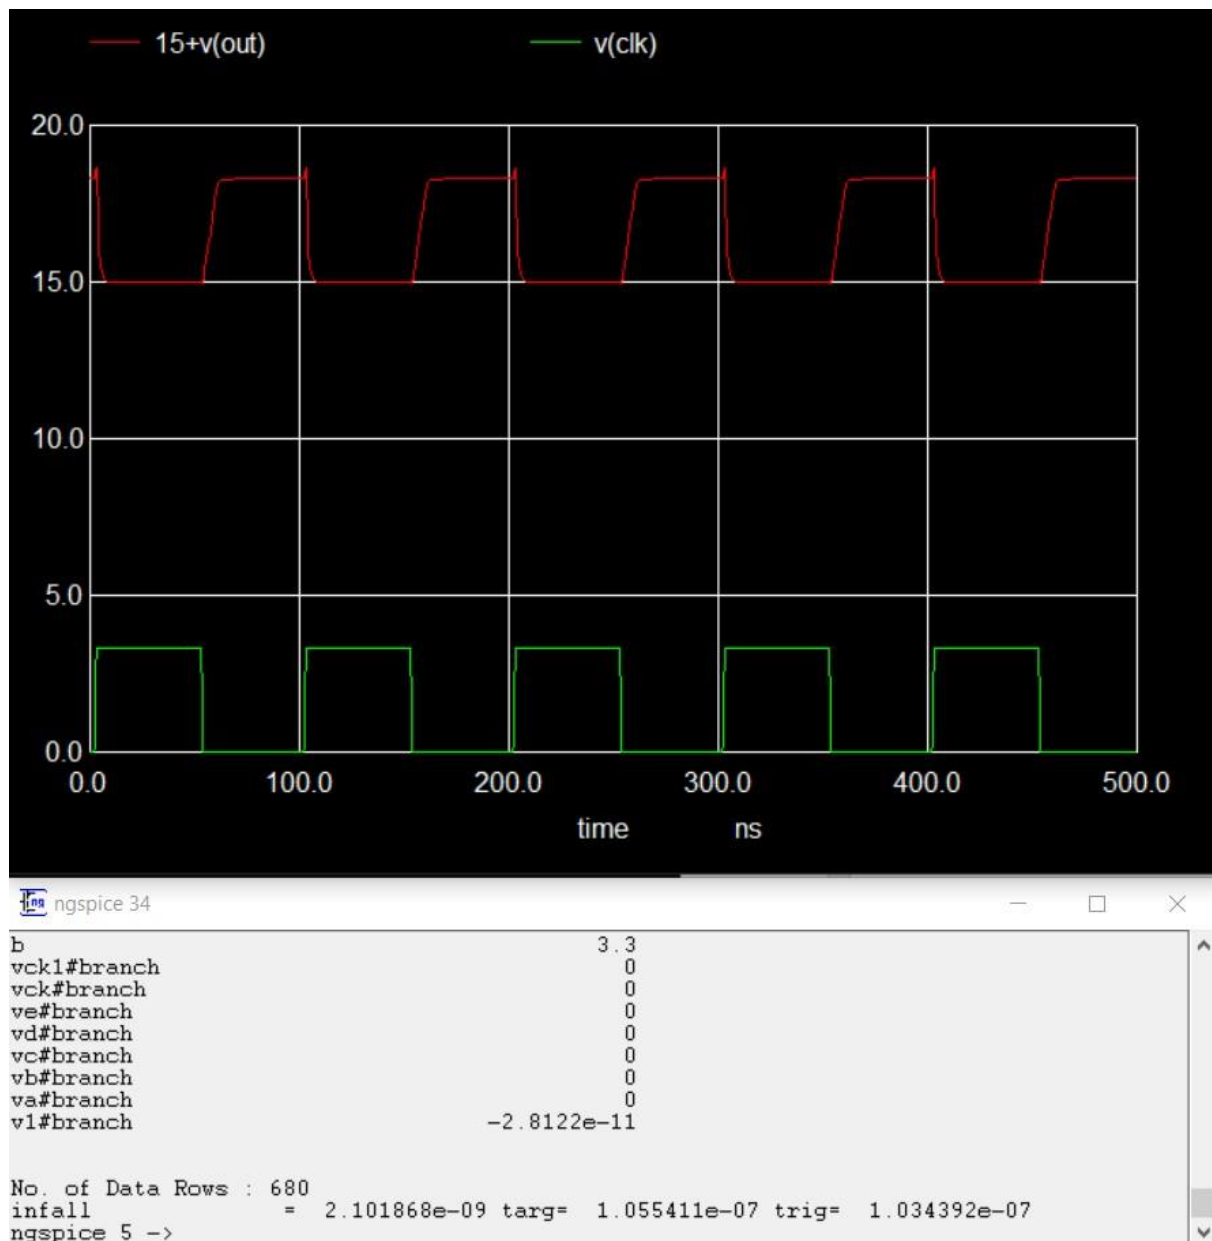 15+v(out) v(clk)
20.0
15.0
10.0
5.0
0.0
0.0 100.0 200.0 300.0 400.0 500.0
time ns
ngspice 34
b 3.3
vck1#branch 0
vck#branch 0
ve#branch 0
vd#branch 0
vc#branch 0
vb#branch 0
va#branch 0
v1#branch -2.8122e-11
No. of Data Rows : 680
infall = 2.101868e-09 targ= 1.055411e-07 trig= 1.034392e-07
ngspice 5 ->